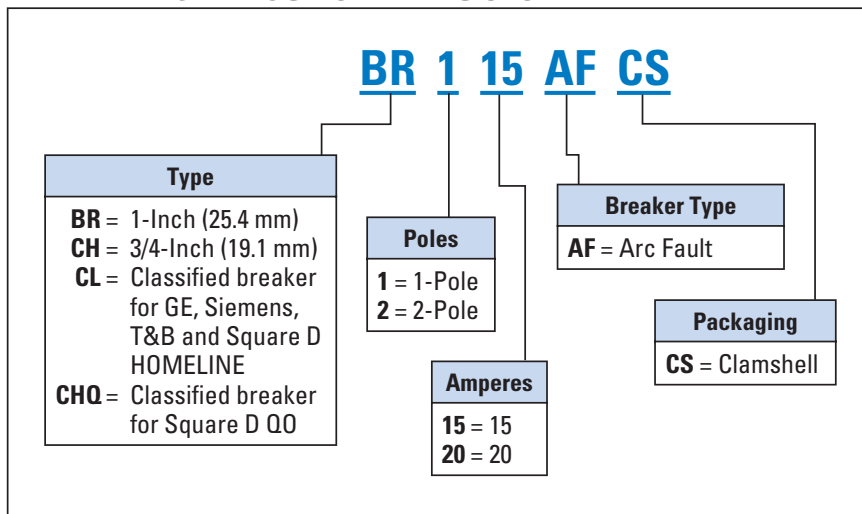 BR 1 15 AF CS
Type
BR = 1-Inch (25.4 mm)
CH = 3/4-Inch (19.1 mm)
CL = Classified breaker
for GE, Siemens,
T&B and Square D
HOMELINE
CHQ = Classified breaker
for Square D QO
Poles
1 = 1-Pole
2 = 2-Pole
Amperes
15 = 15
20 = 20
Breaker Type
AF = Arc Fault
Packaging
CS = Clamshell